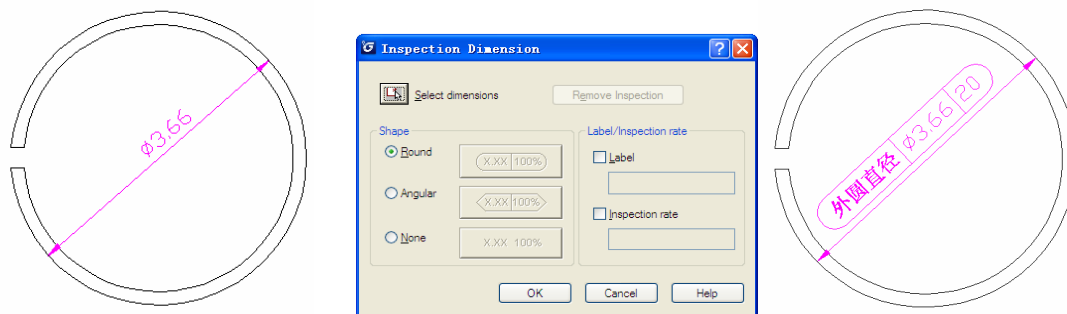 Ø3.66
Inspection Dimension
Select dimensions
Remove Inspection
Shape
Round
X.XX 100%
Angular
X.XX 100%
None
X.XX 100%
Label/Inspection rate
Label
Inspection rate
OK
Cancel
Help
外圆直径 Ø3.66 20